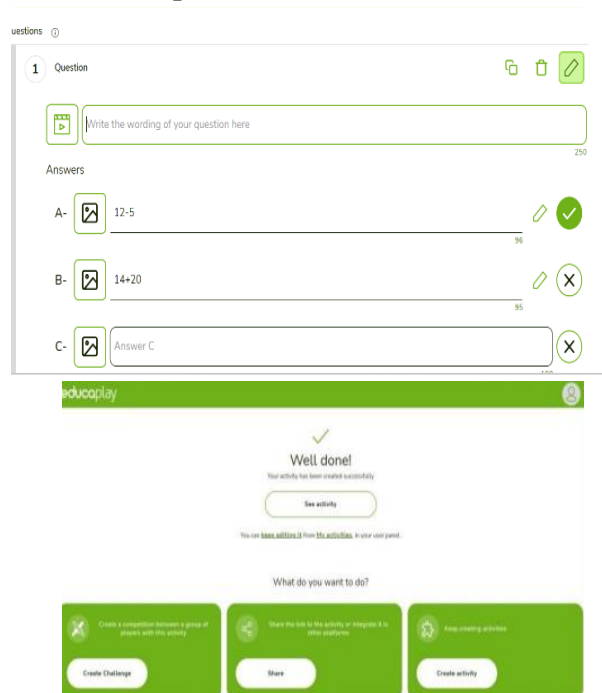 uestions
1 Question
Write the wording of your question here
250
Answers
A- 12-5
96
B- 14+20
95
C- Answer C
educaplay
Well done!
Your activity has been created successfully
See activity
You can keep editing it from My activities, in your user panel.
What do you want to do?
Create a competition between a group of
players with this activity
Create Challenge
Share the link to the activity or integrate it in
other platforms
Share
Keep creating activities
Create activity